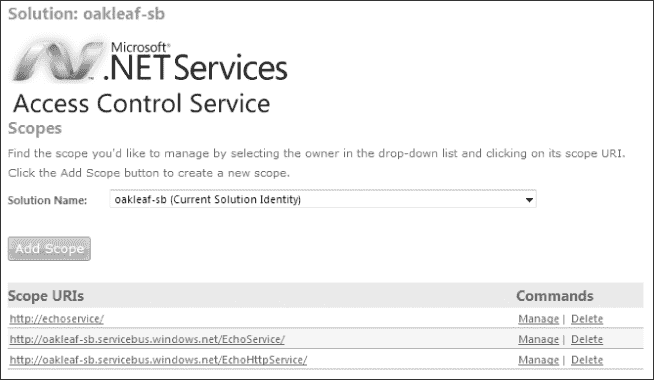 Solution: oakleaf-sb
Microsoft®
.NET Services
Access Control Service
Scopes
Find the scope you'd like to manage by selecting the owner in the drop-down list and clicking on its scope URI.
Click the Add Scope button to create a new scope.
Solution Name: oakleaf-sb (Current Solution Identity)
Add Scope
Scope URIs Commands
http://echoservice/ Manage | Delete
http://oakleaf-sb.servicebus.windows.net/EchoService/ Manage | Delete
http://oakleaf-sb.servicebus.windows.net/EchoHttpService/ Manage | Delete